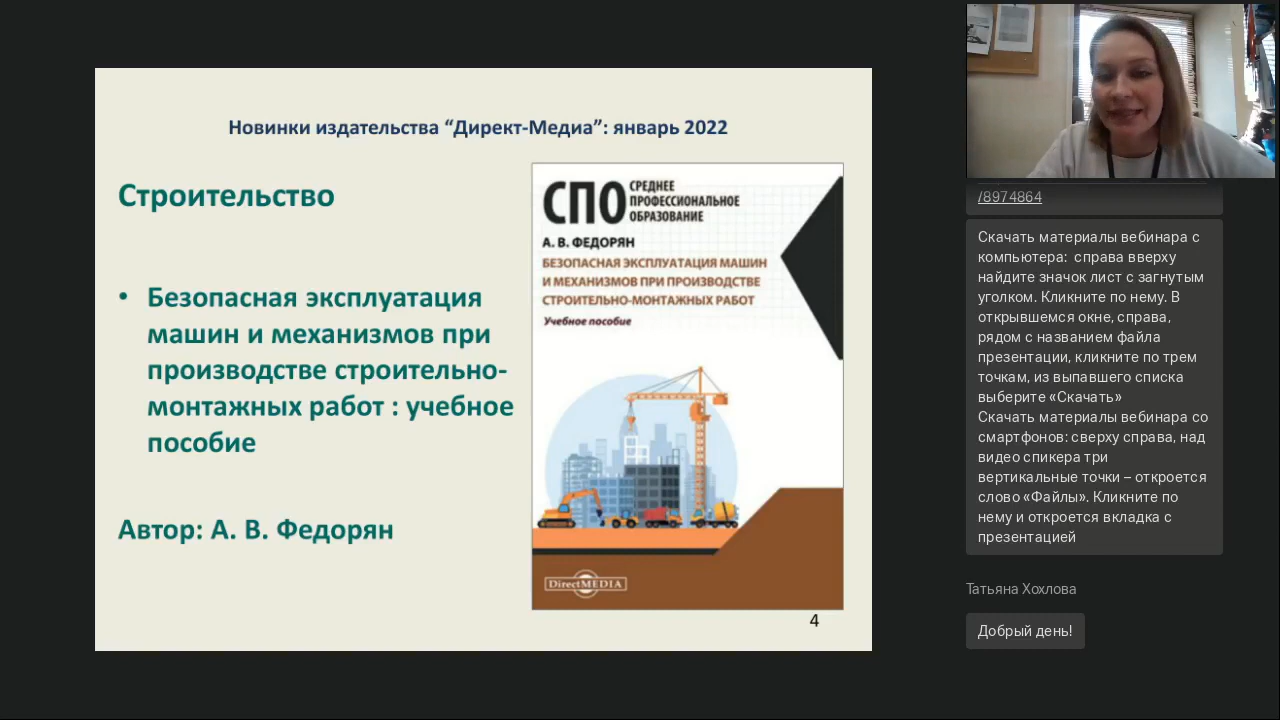 Новинки издательства “Директ-Медиа”: январь 2022
Строительство
• Безопасная эксплуатация
машин и механизмов при
производстве строительно-
монтажных работ : учебное
пособие
Автор: А. В. Федорян
СПО СРЕДНЕЕ
ПРОФЕССИОНАЛЬНОЕ
ОБРАЗОВАНИЕ
А. В. ФЕДОРЯН
БЕЗОПАСНАЯ ЭКСПЛУАТАЦИЯ МАШИН
И МЕХАНИЗМОВ ПРИ ПРОИЗВОДСТВЕ
СТРОИТЕЛЬНО-МОНТАЖНЫХ РАБОТ
Учебное пособие
DirectMEDIA
4
/8974864
Скачать материалы вебинара с
компьютера: справа вверху
найдите значок лист с загнутым
уголком. Кликните по нему. В
открывшемся окне, справа,
рядом с названием файла
презентации, кликните по трем
точкам, из выпавшего списка
выберите «Скачать»
Скачать материалы вебинара со
смартфонов: сверху справа, над
видео спикера три
вертикальные точки – откроется
слово «Файлы». Кликните по
нему и откроется вкладка с
презентацией
Татьяна Хохлова
Добрый день!